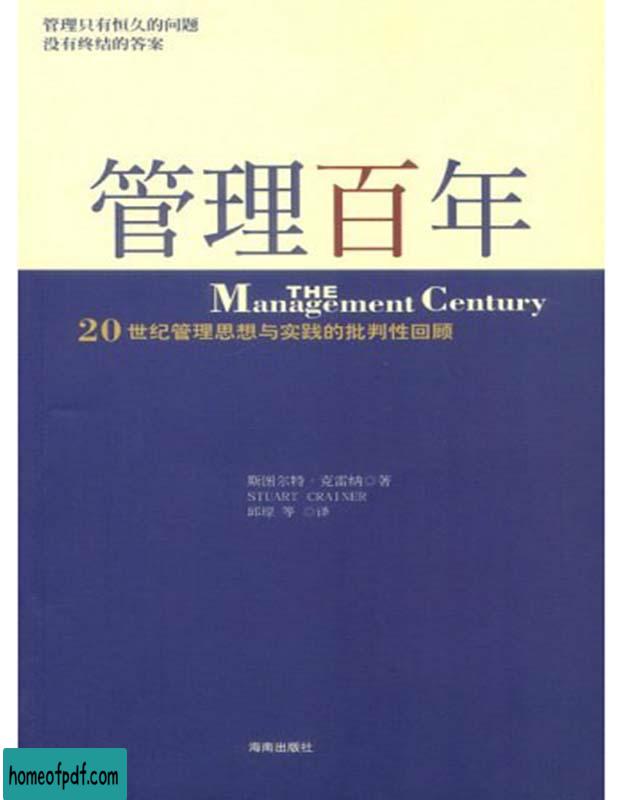 管理只有恒久的问题
没有终结的答案
管理百年
THE
Management Century
20世纪管理思想与实践的批判性回顾
斯图尔特·克雷纳◎著
STUART CRAINER
邱琼 等 ◎译
海南出版社
homeofpdf.com